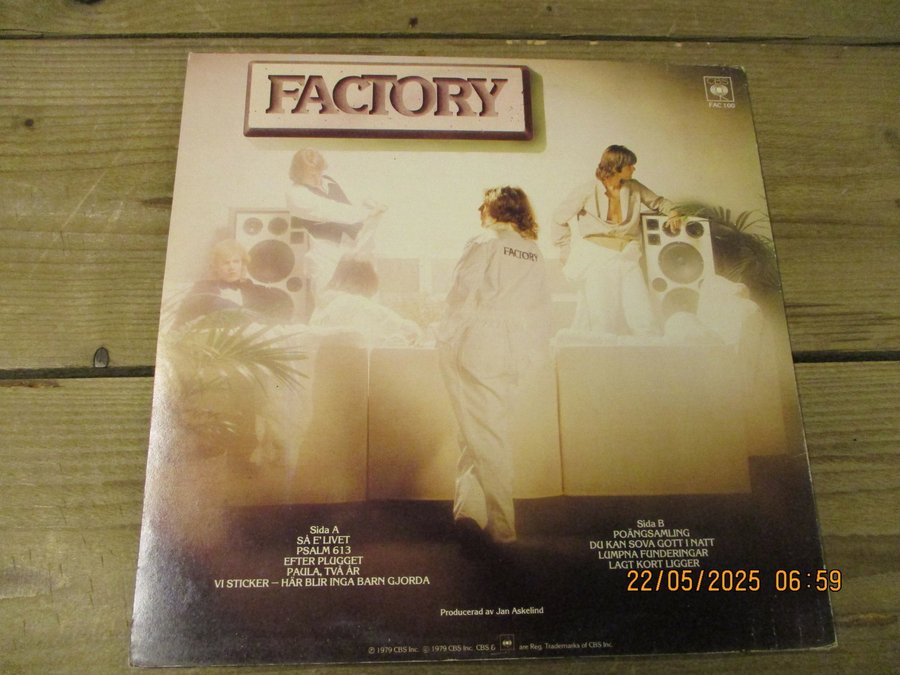 FACTORY
CBS
FAC 100
FACTORY
Sida A
SÅ E' LIVET
PSALM 613
EFTER PLUGGET
PAULA, TVÅ ÅR
VI STICKER – HÄR BLIR INGA BARN GJORDA
Sida B
POÄNGSAMLING
DU KAN SOVA GOTT I NATT
LUMPNA FUNDERINGAR
LAGT KORT LIGGER
22/05/2025 06:59
Producerad av Jan Askelind
℗ 1979 CBS Inc. © 1979 CBS Inc. CBS & are Reg. Trademarks of CBS Inc.